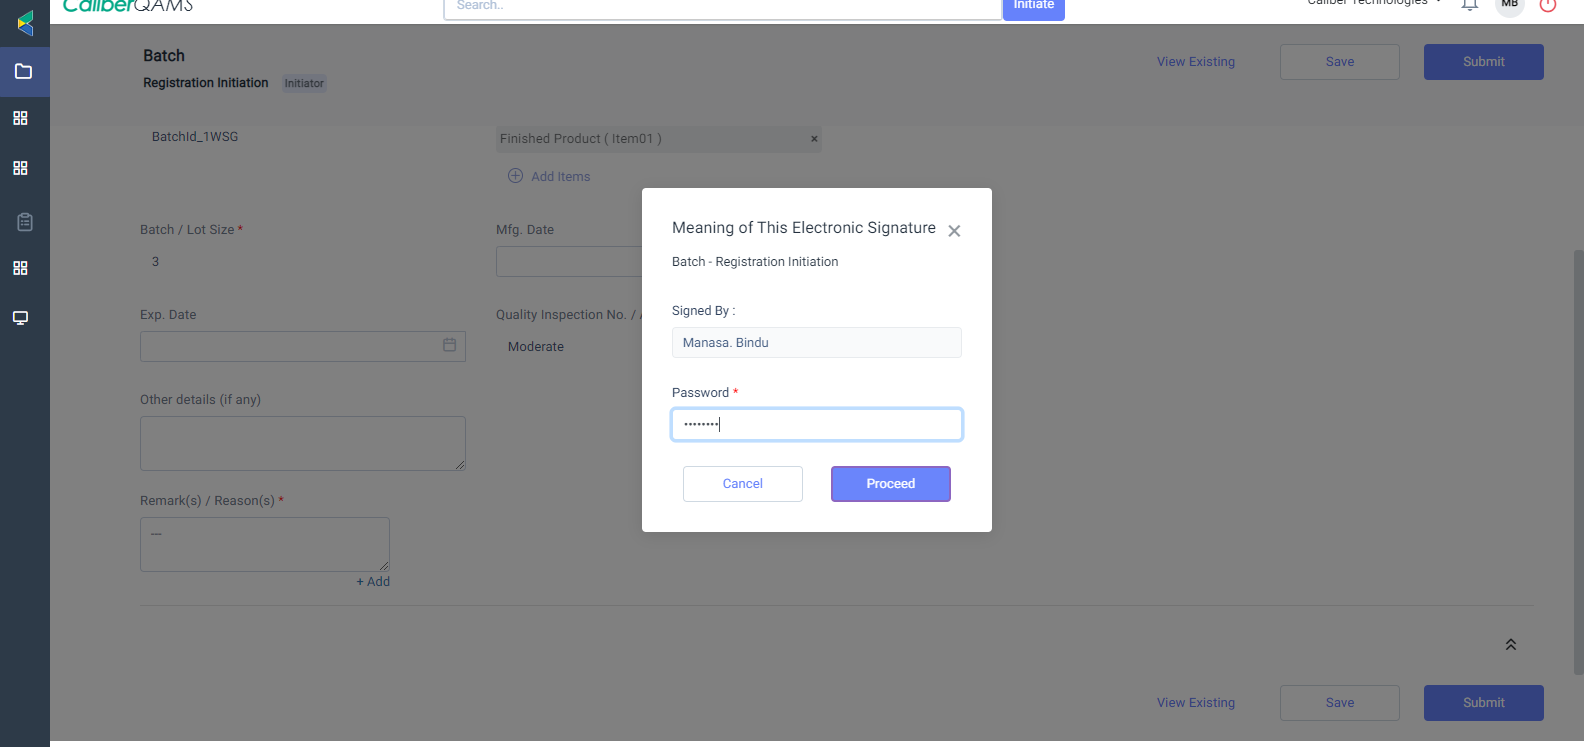 CaliberQAMS
Search..
Initiate
Caliber Technologies
MB
Batch
Registration Initiation Initiator
View Existing
Save
Submit
BatchId_1WSG
Finished Product ( Item01 ) ×
Add Items
Batch / Lot Size *
3
Mfg. Date
Exp. Date
Quality Inspection No. /
Moderate
Other details (if any)
Remark(s) / Reason(s) *
---
+ Add
Meaning of This Electronic Signature
Batch - Registration Initiation
Signed By :
Manasa. Bindu
Password *
••••••••
Cancel
Proceed
View Existing
Save
Submit